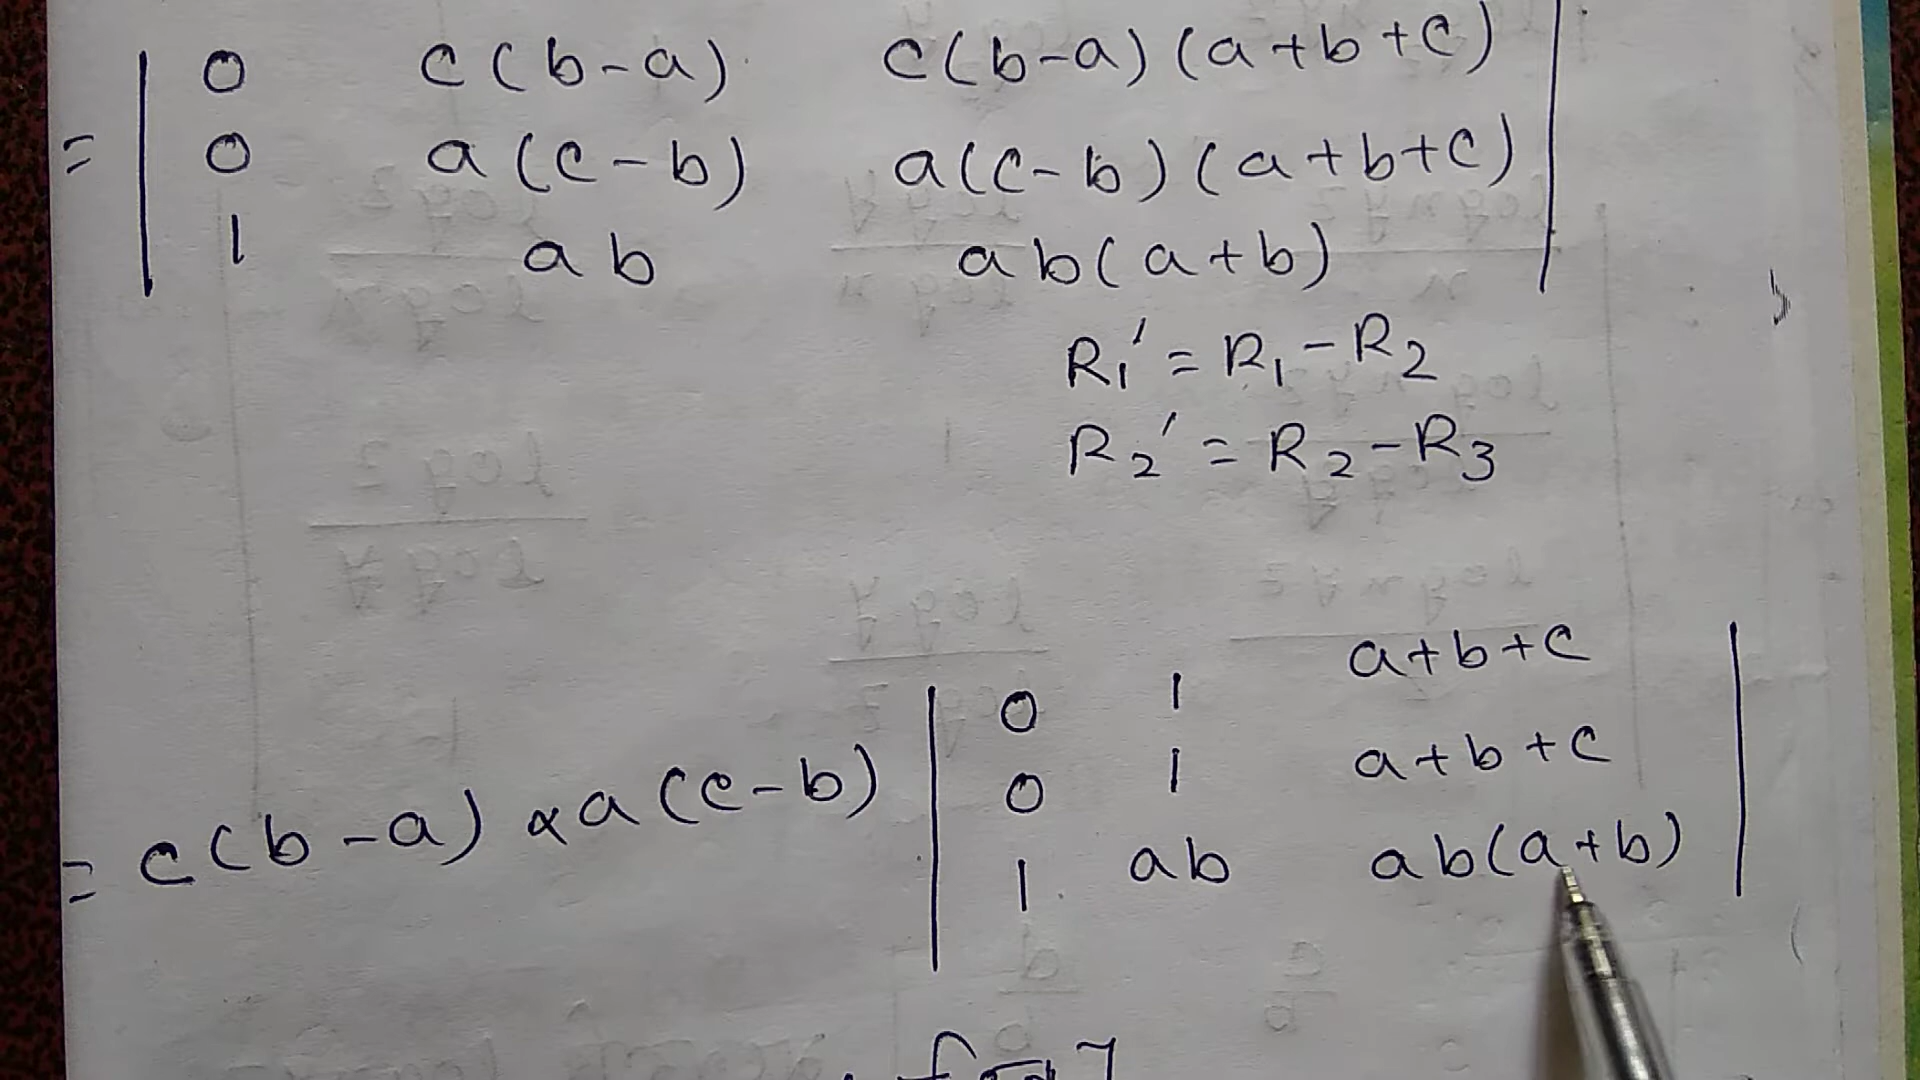 0 c(b-a) c(b-a)(a+b+c)
= 0 a(c-b) a(c-b)(a+b+c)
1 ab ab(a+b)
R₁' = R₁ - R₂
R₂' = R₂ - R₃
0 1 a+b+c
0 1 a+b+c
= c(b-a) × a(c-b) 1 ab ab(a+b)